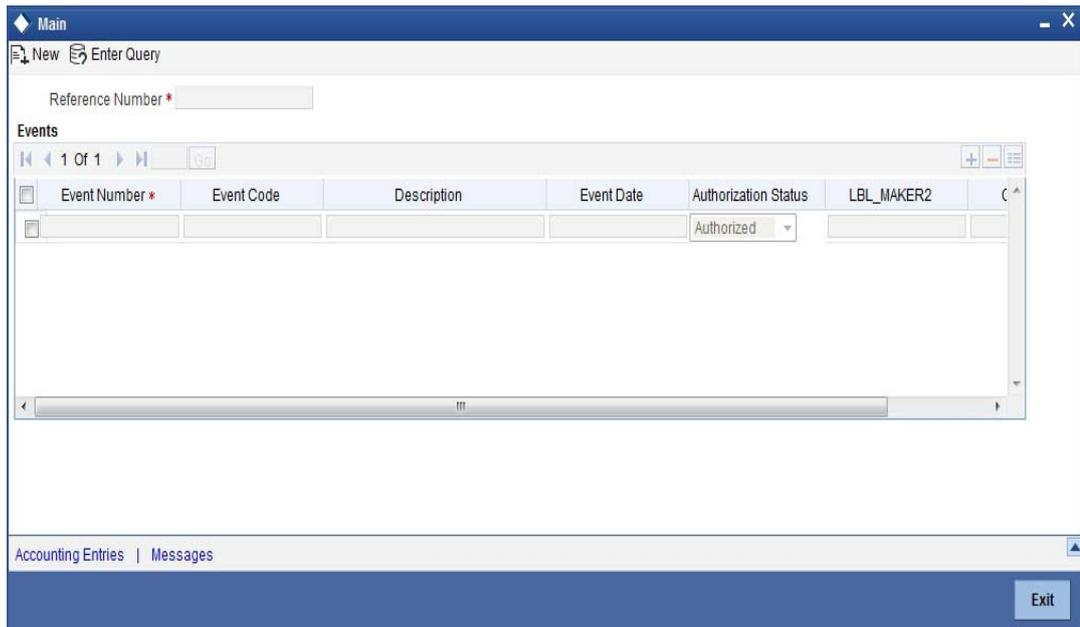 Main
New Enter Query
Reference Number *
Events
1 Of 1 Go
Event Number * Event Code Description Event Date Authorization Status LBL_MAKER2
Authorized
Accounting Entries | Messages
Exit